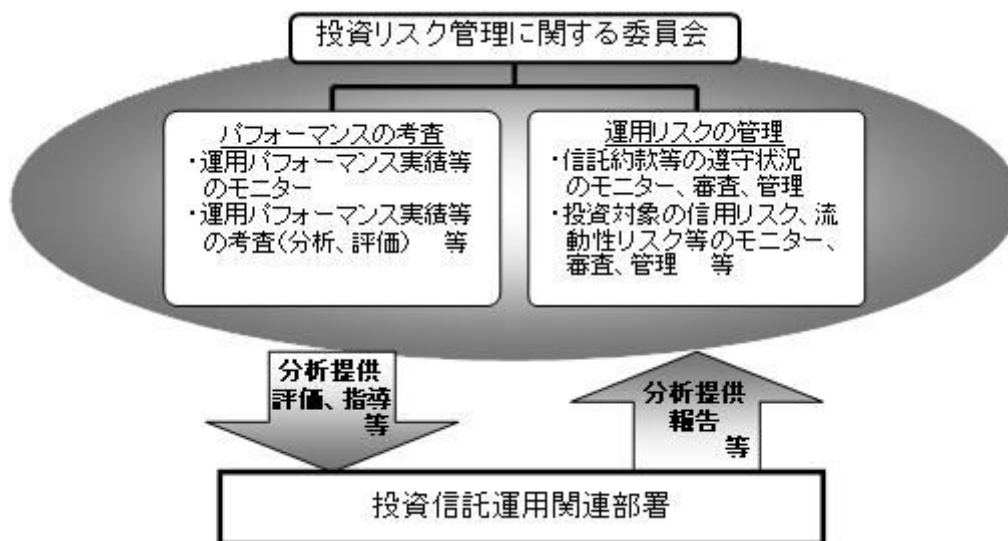 投資リスク管理に関する委員会
パフォーマンスの考査
・運用パフォーマンス実績等
のモニター
・運用パフォーマンス実績等
の考査(分析、評価) 等
運用リスクの管理
・信託約款等の遵守状況
のモニター、審査、管理
・投資対象の信用リスク、流
動性リスク等のモニター、
審査、管理 等
分析提供
評価、指導
等
分析提供
報告
等
投資信託運用関連部署